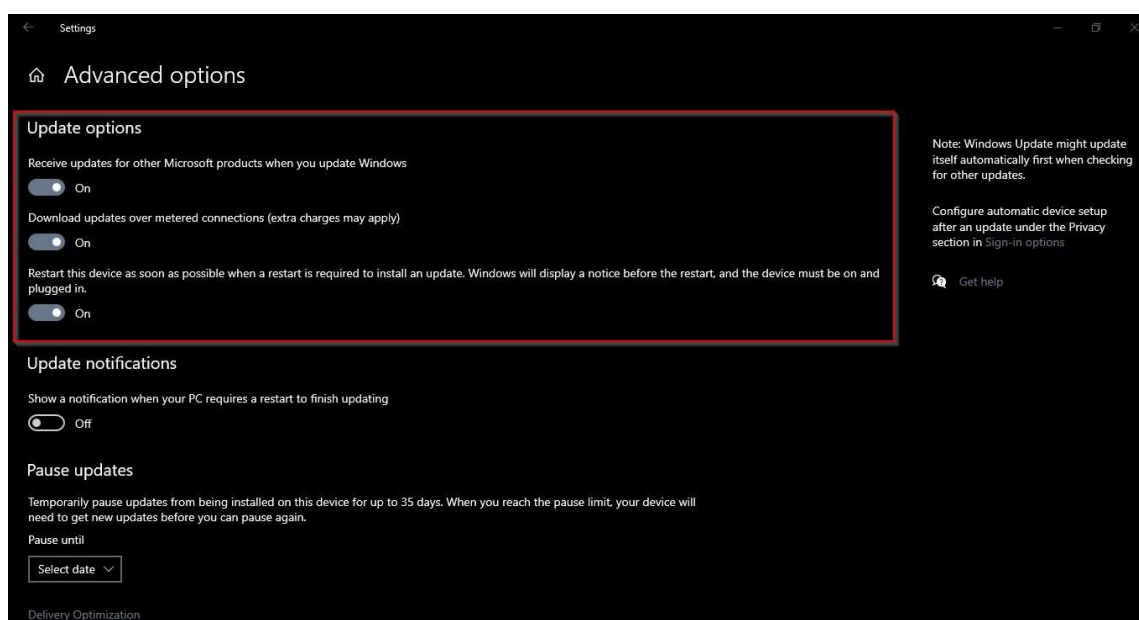 Settings
Advanced options
Update options
Receive updates for other Microsoft products when you update Windows
On
Download updates over metered connections (extra charges may apply)
On
Restart this device as soon as possible when a restart is required to install an update. Windows will display a notice before the restart, and the device must be on and
plugged in.
On
Update notifications
Show a notification when your PC requires a restart to finish updating
Off
Pause updates
Temporarily pause updates from being installed on this device for up to 35 days. When you reach the pause limit, your device will
need to get new updates before you can pause again.
Pause until
Select date
Delivery Optimization
Note: Windows Update might update
itself automatically first when checking
for other updates.
Configure automatic device setup
after an update under the Privacy
section in Sign-in options
Get help